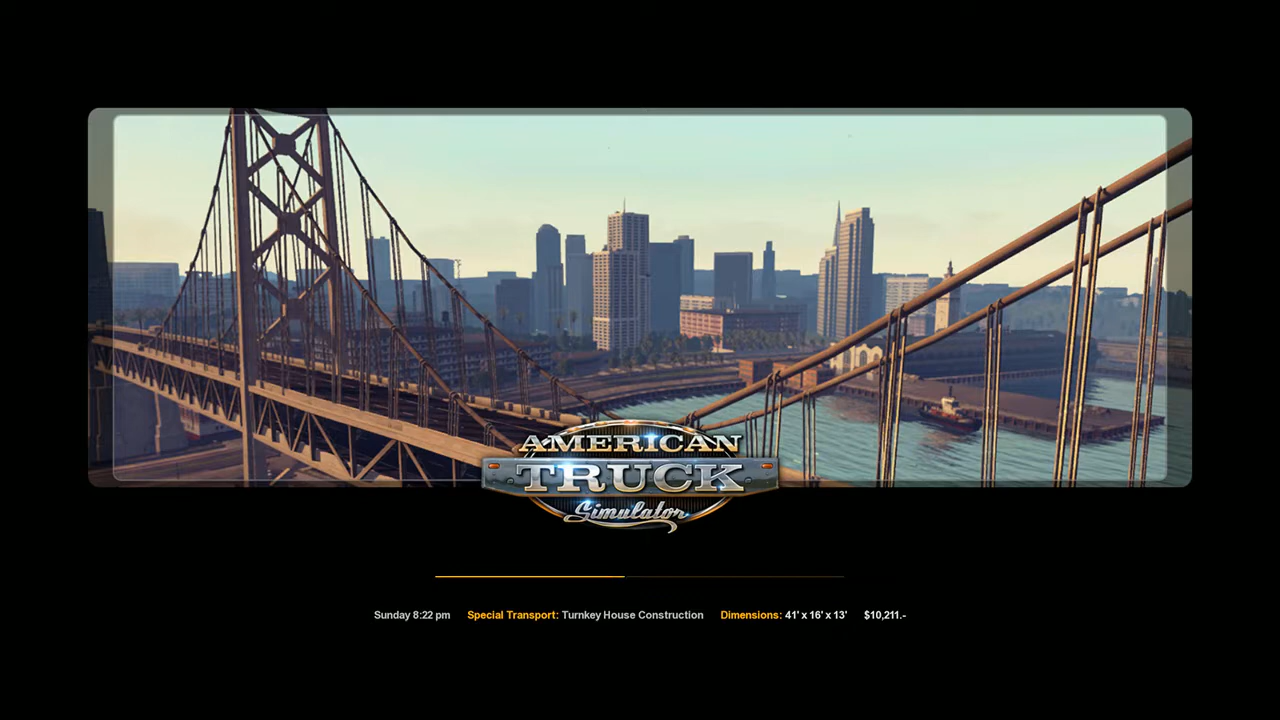 AMERICAN
TRUCK
Simulator
Sunday 8:22 pm Special Transport: Turnkey House Construction Dimensions: 41' x 16' x 13' $10,211.-